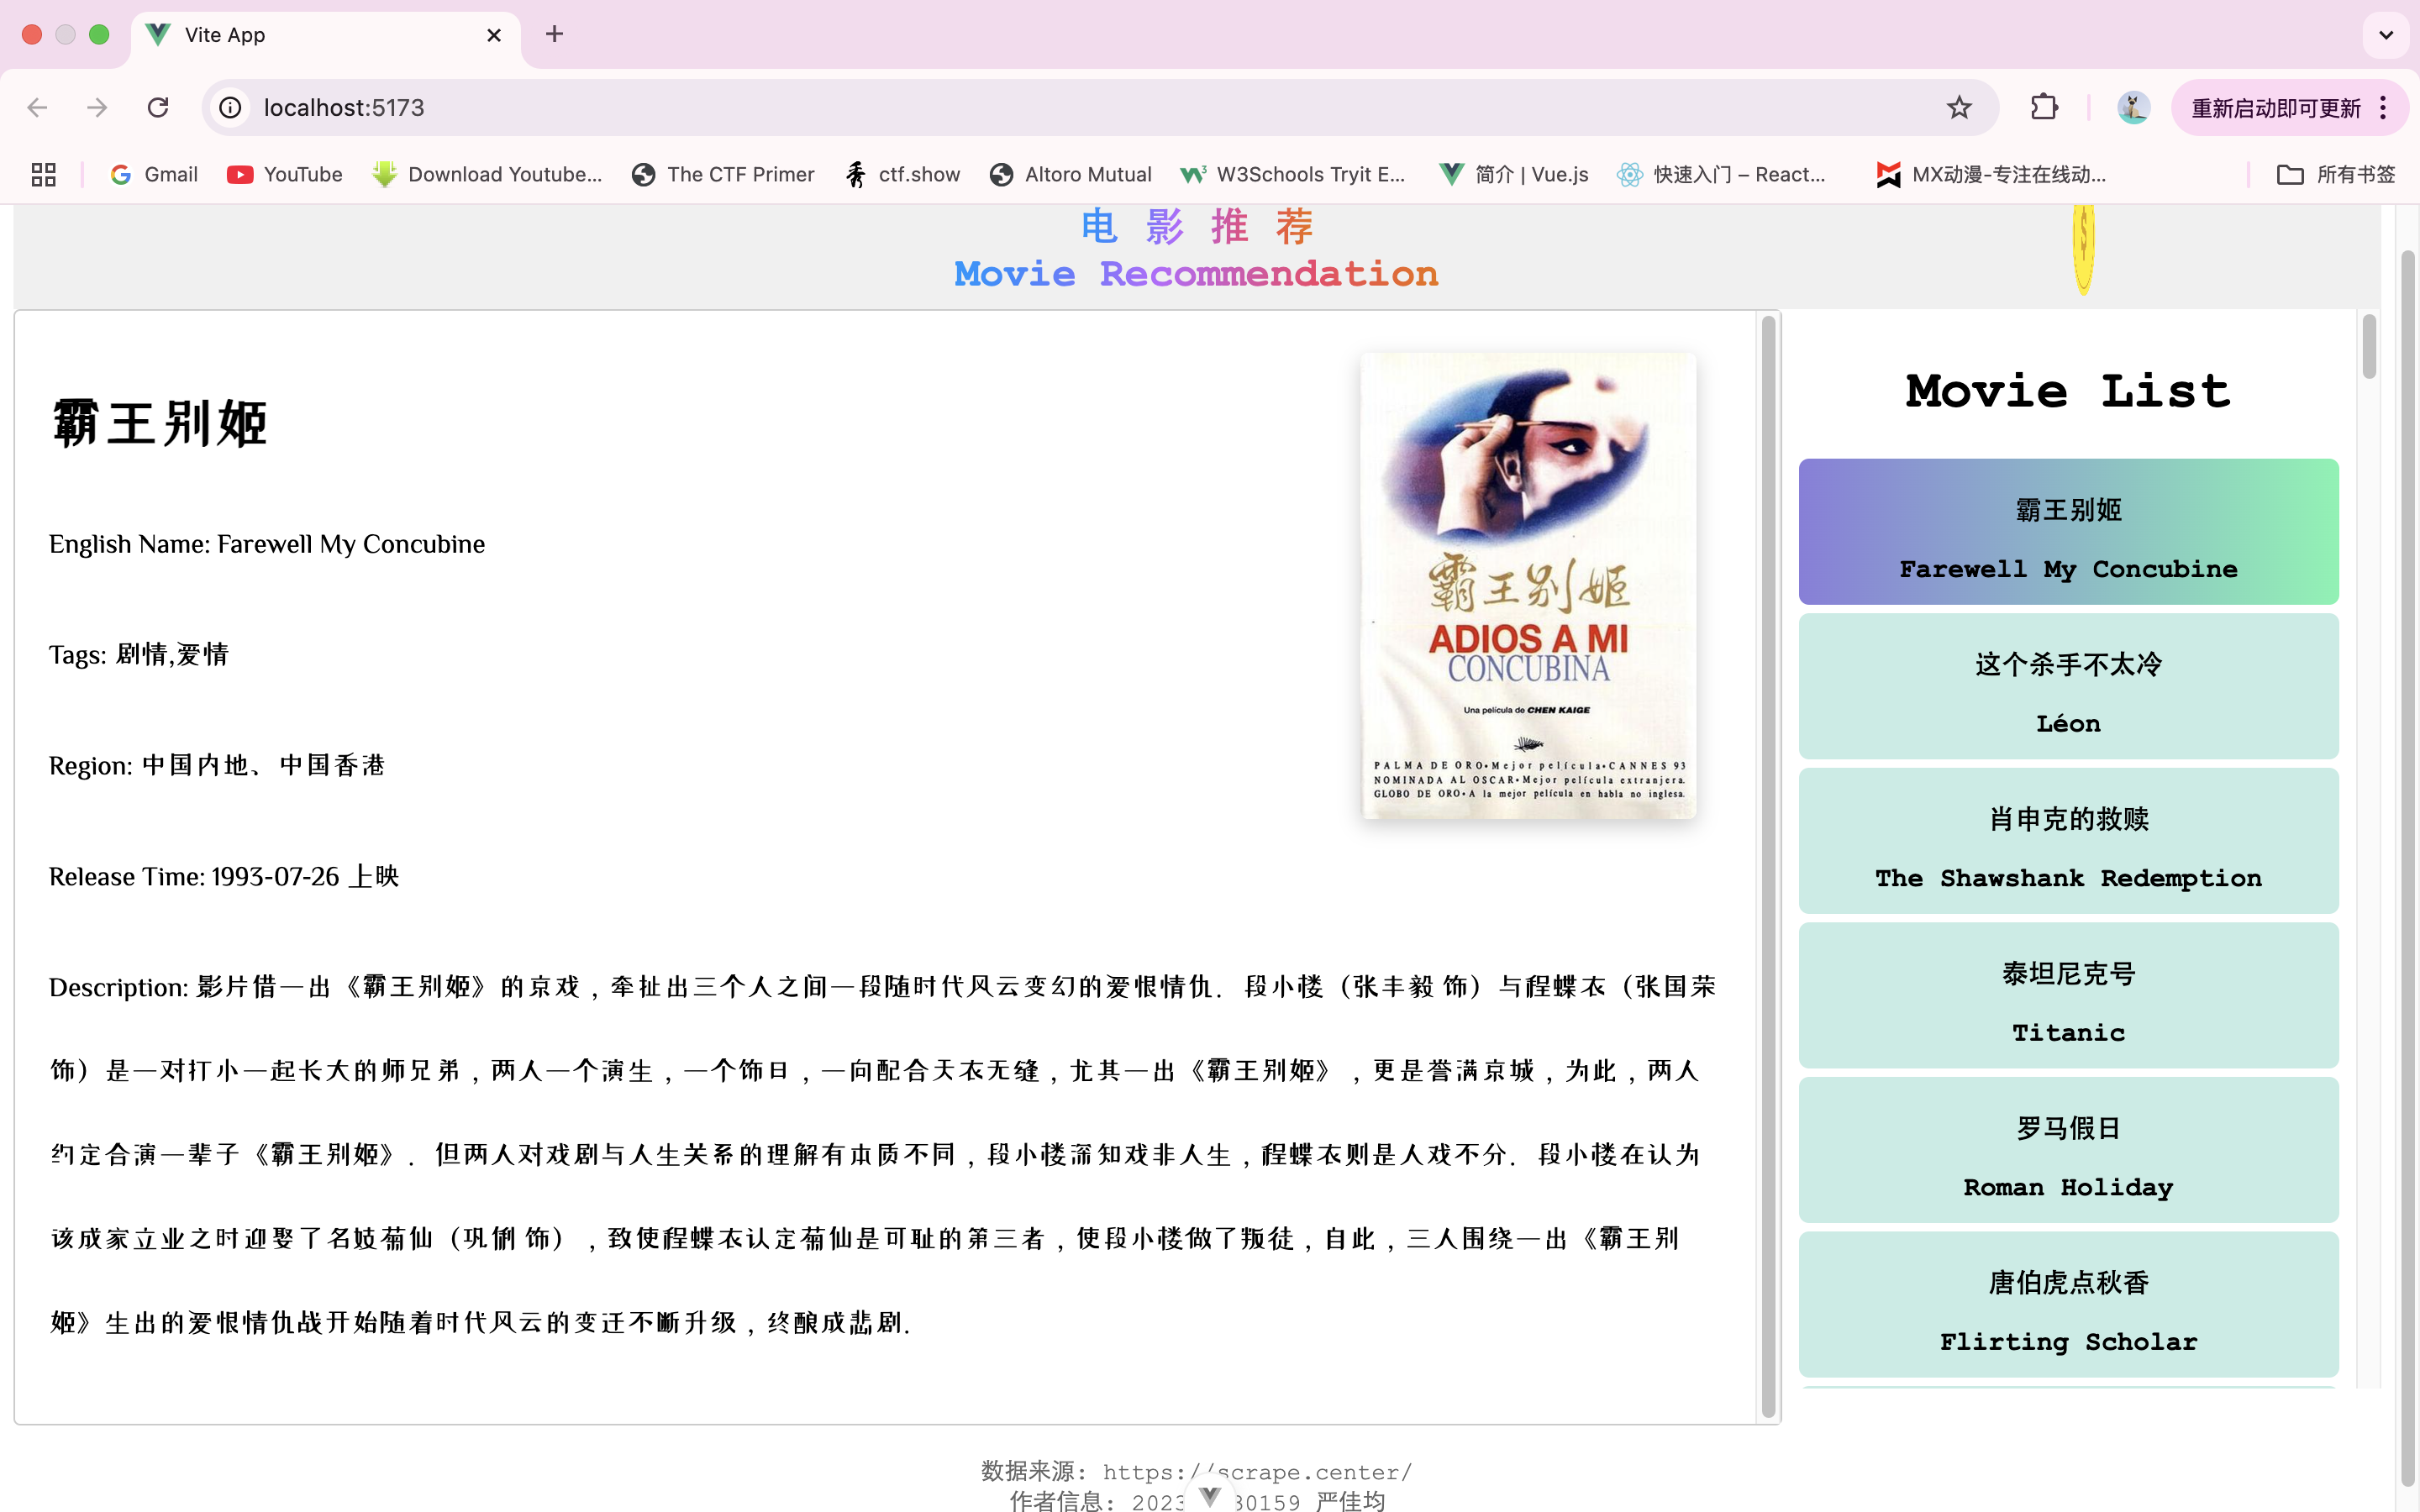 Vite App
localhost:5173
重新启动即可更新
Gmail YouTube Download Youtube... The CTF Primer ctf.show Altoro Mutual W3Schools Tryit E... 简介 | Vue.js 快速入门 – React... MX动漫-专注在线动... 所有书签
电 影 推 荐
Movie Recommendation
霸王别姬
English Name: Farewell My Concubine
Tags: 剧情,爱情
Region: 中国内地、中国香港
Release Time: 1993-07-26 上映
Description: 影片借一出《霸王别姬》的京戏，牵扯出三个人之间一段随时代风云变幻的爱恨情仇. 段小楼（张丰毅 饰）与程蝶衣（张国荣
饰）是一对打小一起长大的师兄弟，两人一个演生，一个饰旦，一向配合天衣无缝，尤其一出《霸王别姬》，更是誉满京城，为此，两人
约定合演一辈子《霸王别姬》. 但两人对戏剧与人生关系的理解有本质不同，段小楼深知戏非人生，程蝶衣则是人戏不分. 段小楼在认为
该成家立业之时迎娶了名妓菊仙（巩俐 饰），致使程蝶衣认定菊仙是可耻的第三者，使段小楼做了叛徒，自此，三人围绕一出《霸王别
姬》生出的爱恨情仇战开始随着时代风云的变迁不断升级，终酿成悲剧.
霸王别姬
ADIOS A MI
CONCUBINA
Una película de CHEN KAIGE
PALMA DE ORO•Mejor película•CANNES 93
NOMINADA AL OSCAR•Mejor película extranjera.
GLOBO DE ORO•A la mejor película en habla no inglesa.
$
Movie List
霸王别姬
Farewell My Concubine
这个杀手不太冷
Léon
肖申克的救赎
The Shawshank Redemption
泰坦尼克号
Titanic
罗马假日
Roman Holiday
唐伯虎点秋香
Flirting Scholar
数据来源: https://scrape.center/
作者信息: 2023 30159 严佳均